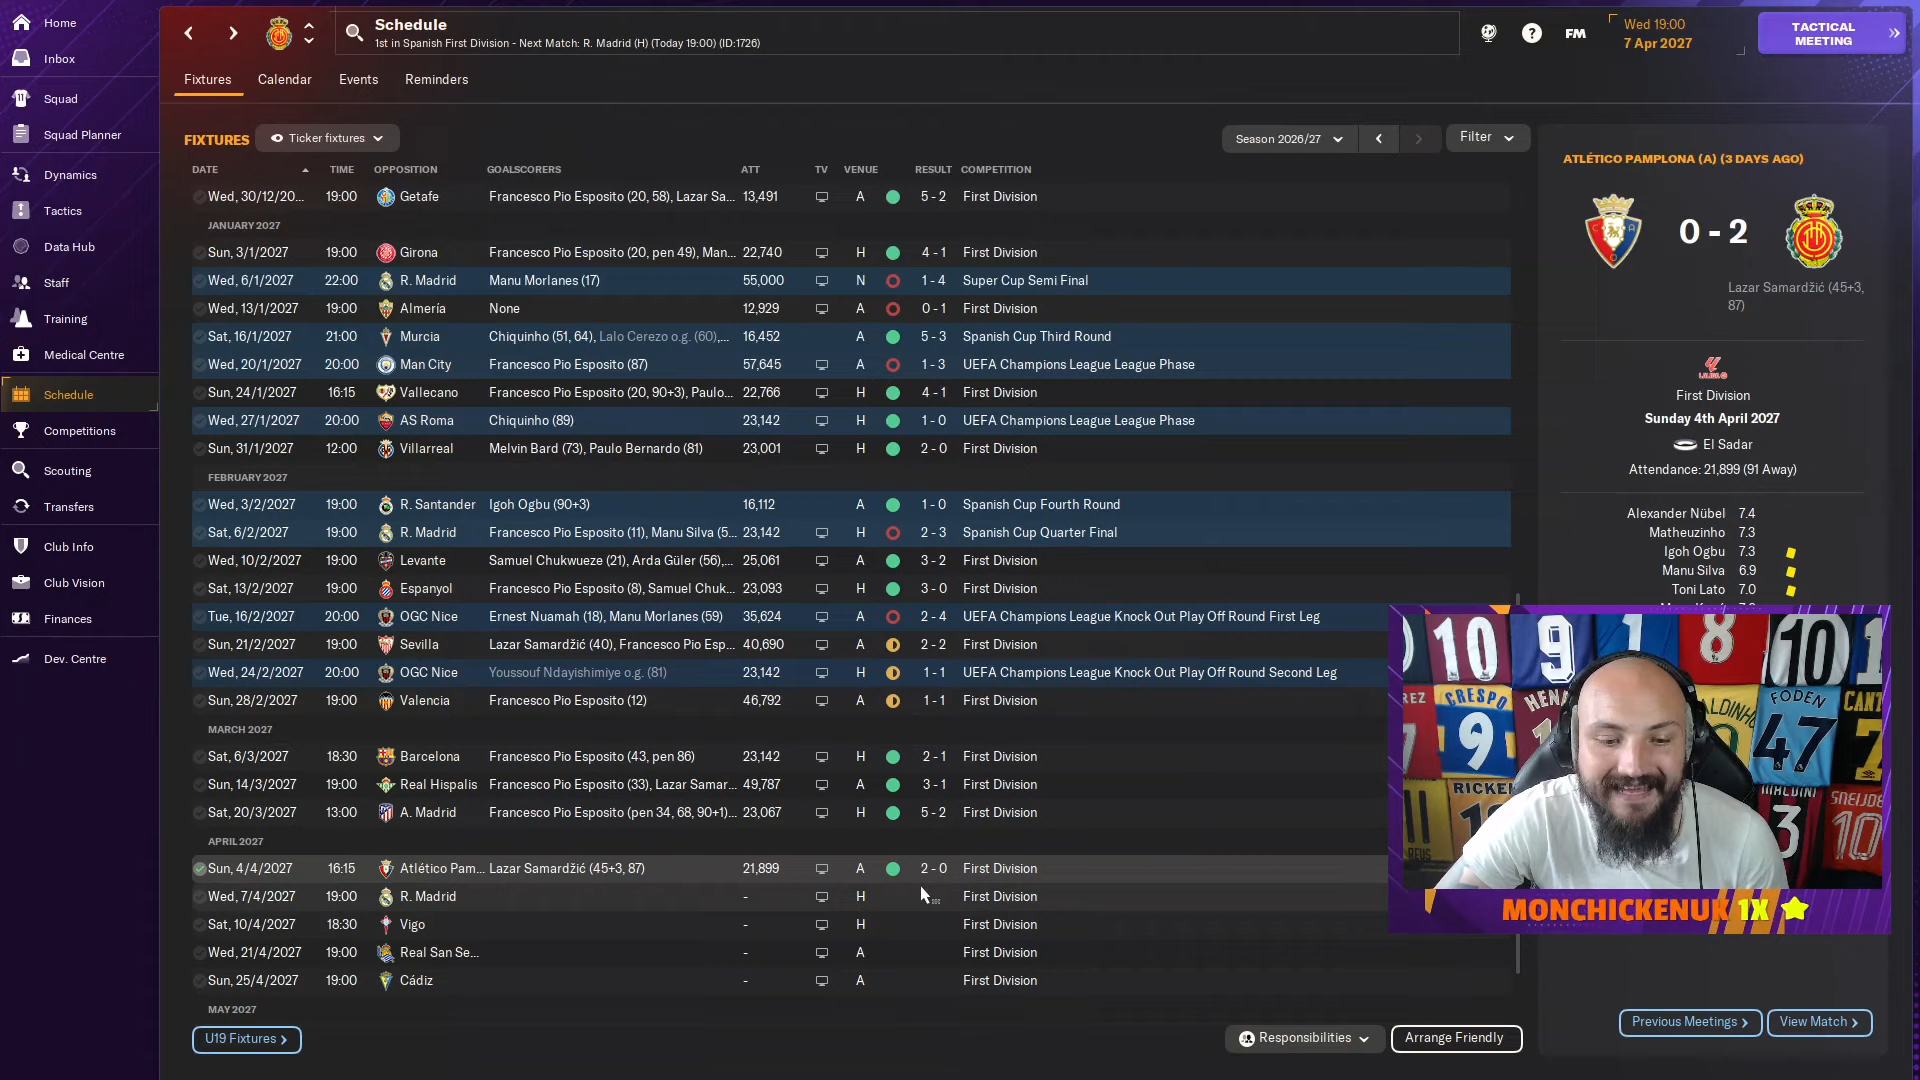 Home
Inbox
Squad
Squad Planner
Dynamics
Tactics
Data Hub
Staff
Training
Medical Centre
Schedule
Competitions
Scouting
Transfers
Club Info
Club Vision
Finances
Dev. Centre
Schedule
1st in Spanish First Division - Next Match: R. Madrid (H) (Today 19:00) (ID:1726)
FM
Wed 19:00
7 Apr 2027
TACTICAL MEETING
Fixtures Calendar Events Reminders
FIXTURES Ticker fixtures Season 2026/27 Filter
DATE TIME OPPOSITION GOALSCORERS ATT TV VENUE RESULT COMPETITION
Wed, 30/12/20... 19:00 Getafe Francesco Pio Esposito (20, 58), Lazar Sa... 13,491 A 5 - 2 First Division
JANUARY 2027
Sun, 3/1/2027 19:00 Girona Francesco Pio Esposito (20, pen 49), Man... 22,740 H 4 - 1 First Division
Wed, 6/1/2027 22:00 R. Madrid Manu Morlanes (17) 55,000 N 1 - 4 Super Cup Semi Final
Wed, 13/1/2027 19:00 Almería None 12,929 A 0 - 1 First Division
Sat, 16/1/2027 21:00 Murcia Chiquinho (51, 64), Lalo Cerezo o.g. (60),... 16,452 A 5 - 3 Spanish Cup Third Round
Wed, 20/1/2027 20:00 Man City Francesco Pio Esposito (87) 57,645 A 1 - 3 UEFA Champions League League Phase
Sun, 24/1/2027 16:15 Vallecano Francesco Pio Esposito (20, 90+3), Paulo... 22,766 H 4 - 1 First Division
Wed, 27/1/2027 20:00 AS Roma Chiquinho (89) 23,142 H 1 - 0 UEFA Champions League League Phase
Sun, 31/1/2027 12:00 Villarreal Melvin Bard (73), Paulo Bernardo (81) 23,001 H 2 - 0 First Division
FEBRUARY 2027
Wed, 3/2/2027 19:00 R. Santander Igoh Ogbu (90+3) 16,112 A 1 - 0 Spanish Cup Fourth Round
Sat, 6/2/2027 19:00 R. Madrid Francesco Pio Esposito (11), Manu Silva (5... 23,142 H 2 - 3 Spanish Cup Quarter Final
Wed, 10/2/2027 19:00 Levante Samuel Chukwueze (21), Arda Güler (56),... 25,061 A 3 - 2 First Division
Sat, 13/2/2027 19:00 Espanyol Francesco Pio Esposito (8), Samuel Chuk... 23,093 H 3 - 0 First Division
Tue, 16/2/2027 20:00 OGC Nice Ernest Nuamah (18), Manu Morlanes (59) 35,624 A 2 - 4 UEFA Champions League Knock Out Play Off Round First Leg
Sun, 21/2/2027 19:00 Sevilla Lazar Samardžić (40), Francesco Pio Esp... 40,690 A 2 - 2 First Division
Wed, 24/2/2027 20:00 OGC Nice Youssouf Ndayishimiye o.g. (81) 23,142 H 1 - 1 UEFA Champions League Knock Out Play Off Round Second Leg
Sun, 28/2/2027 19:00 Valencia Francesco Pio Esposito (12) 46,792 A 1 - 1 First Division
MARCH 2027
Sat, 6/3/2027 18:30 Barcelona Francesco Pio Esposito (43, pen 86) 23,142 H 2 - 1 First Division
Sun, 14/3/2027 19:00 Real Hispalis Francesco Pio Esposito (33), Lazar Samar... 49,787 A 3 - 1 First Division
Sat, 20/3/2027 13:00 A. Madrid Francesco Pio Esposito (pen 34, 68, 90+1)... 23,067 H 5 - 2 First Division
APRIL 2027
Sun, 4/4/2027 16:15 Atlético Pam... Lazar Samardžić (45+3, 87) 21,899 A 2 - 0 First Division
Wed, 7/4/2027 19:00 R. Madrid - H First Division
Sat, 10/4/2027 18:30 Vigo - H First Division
Wed, 21/4/2027 19:00 Real San Se... - A First Division
Sun, 25/4/2027 19:00 Cádiz - A First Division
MAY 2027
U19 Fixtures
Responsibilities
Arrange Friendly
ATLÉTICO PAMPLONA (A) (3 DAYS AGO)
0 - 2
Lazar Samardžić (45+3, 87)
First Division
Sunday 4th April 2027
El Sadar
Attendance: 21,899 (91 Away)
Alexander Nübel 7.4
Matheuzinho 7.3
Igoh Ogbu 7.3
Manu Silva 6.9
Toni Lato 7.0
10 9 1 8 10
CRESPO 9
FODEN 47
RICKE
MALDINI 3
SNEIJDE 10
MONCHICKENUK 1X
Previous Meetings
View Match